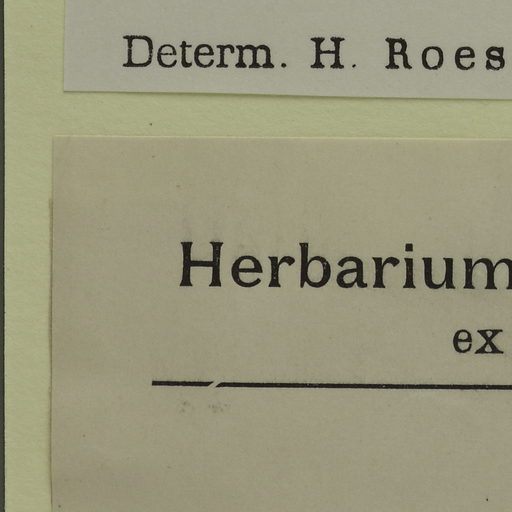 Determ. H. Roes
Herbarium
ex